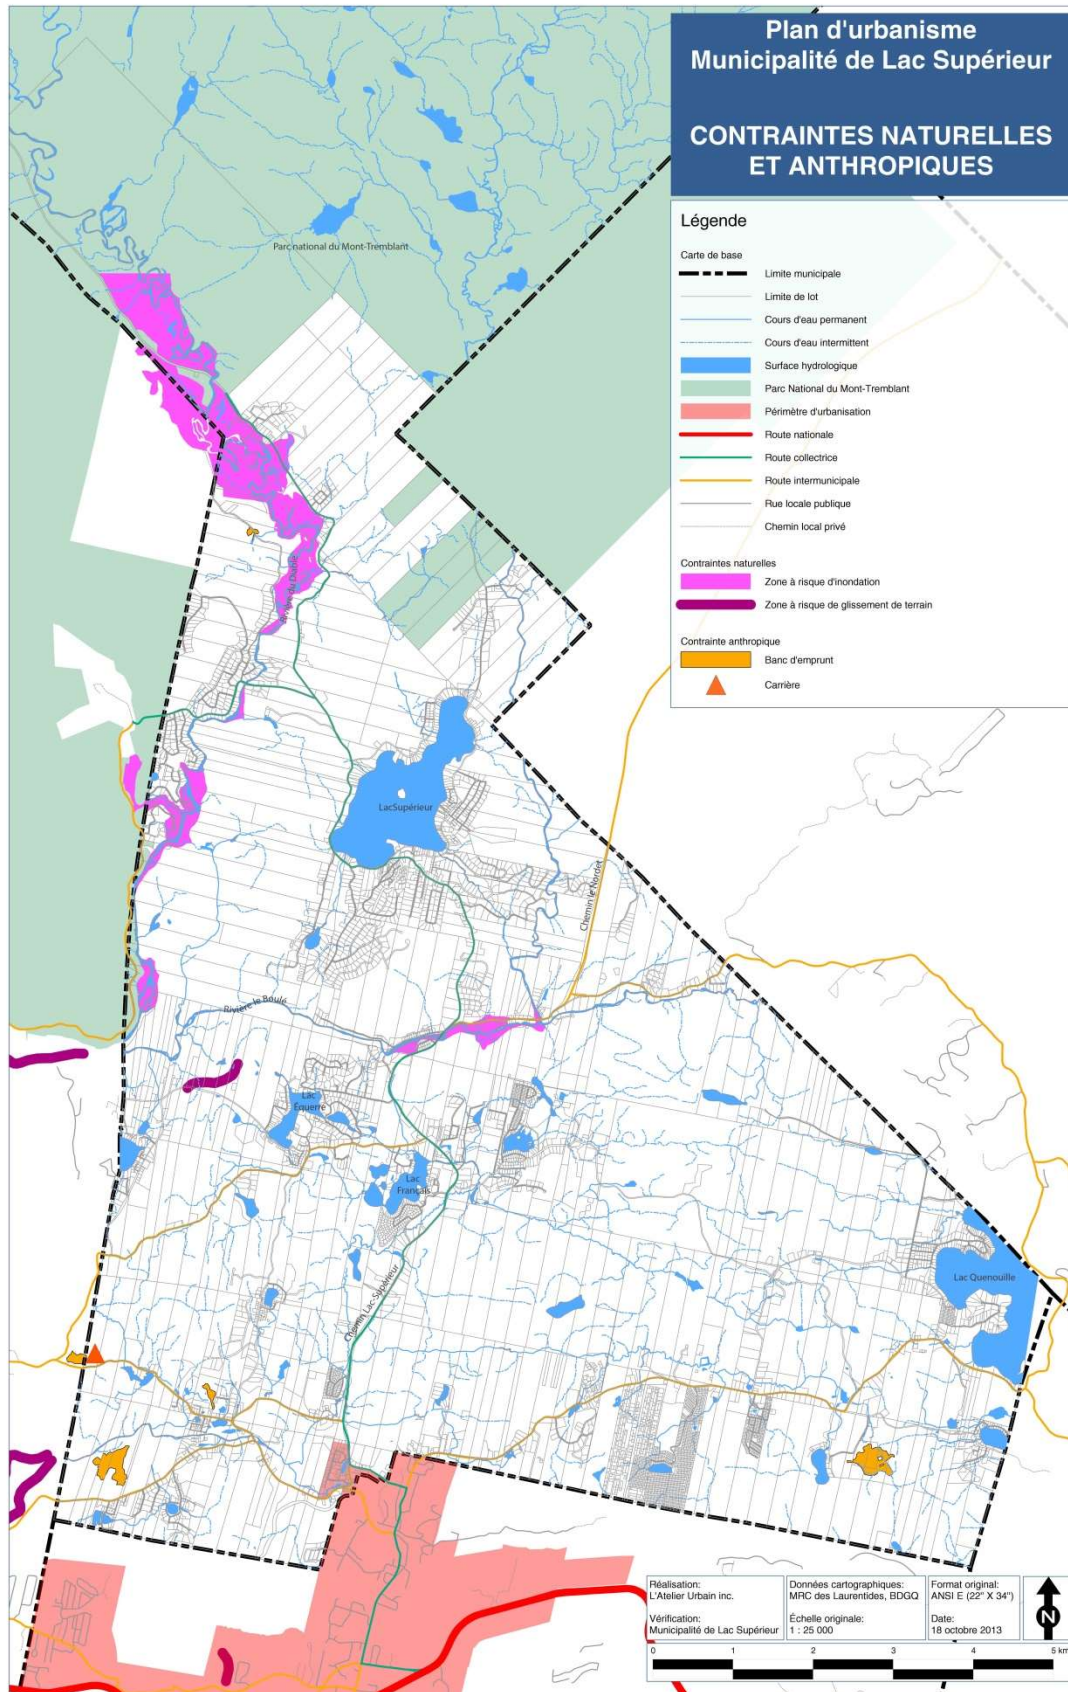 Plan d'urbanisme
Municipalité de Lac Supérieur
CONTRAINTES NATURELLES
ET ANTHROPIQUES
Légende
Carte de base
Limite municipale
Limite de lot
Cours d'eau permanent
Cours d'eau intermittent
Surface hydrologique
Parc National du Mont-Tremblant
Périmètre d'urbanisation
Route nationale
Route collectrice
Route intermunicipale
Rue locale publique
Chemin local privé
Contraintes naturelles
Zone à risque d'inondation
Zone à risque de glissement de terrain
Contrainte anthropique
Banc d'emprunt
Carrière
Parc national du Mont-Tremblant
Rivière du Diable
LacSupérieur
Chemin le Nordet
Rivière le Boulé
Lac
Équerre
Lac
Français
Chemin Lac-Supérieur
Lac Quenouille
Réalisation:
L'Atelier Urbain inc.
Vérification:
Municipalité de Lac Supérieur
Données cartographiques:
MRC des Laurentides, BDGQ
Échelle originale:
1 : 25 000
Format original:
ANSI E (22" X 34")
Date:
18 octobre 2013
N
0 1 2 3 4 5 km